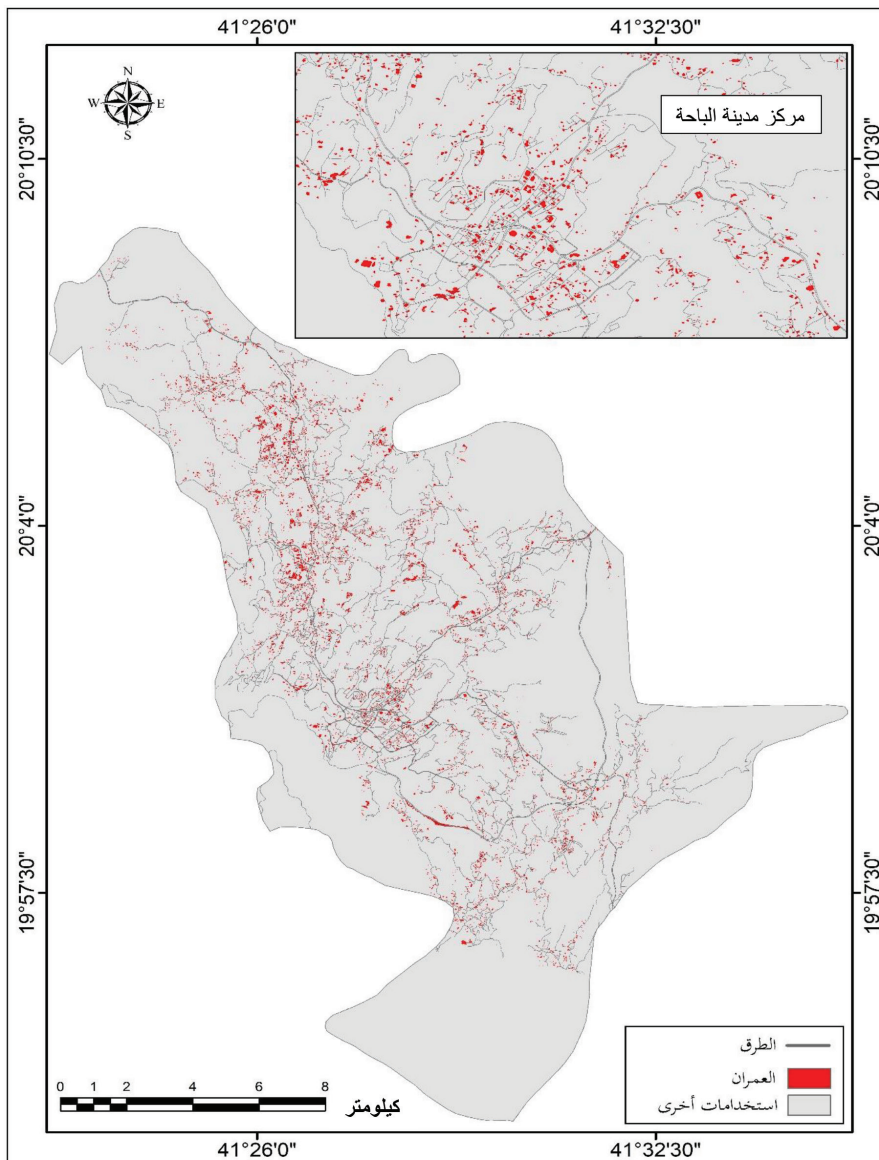 41°26'0"
41°32'30"
N
W E
S
مركز مدينة الباحة
20°10'30"
20°10'30"
20°4'0"
20°4'0"
19°57'30"
19°57'30"
الطرق
العمران
استخدامات أخرى
0 1 2 4 6 8
كيلومتر
41°26'0"
41°32'30"